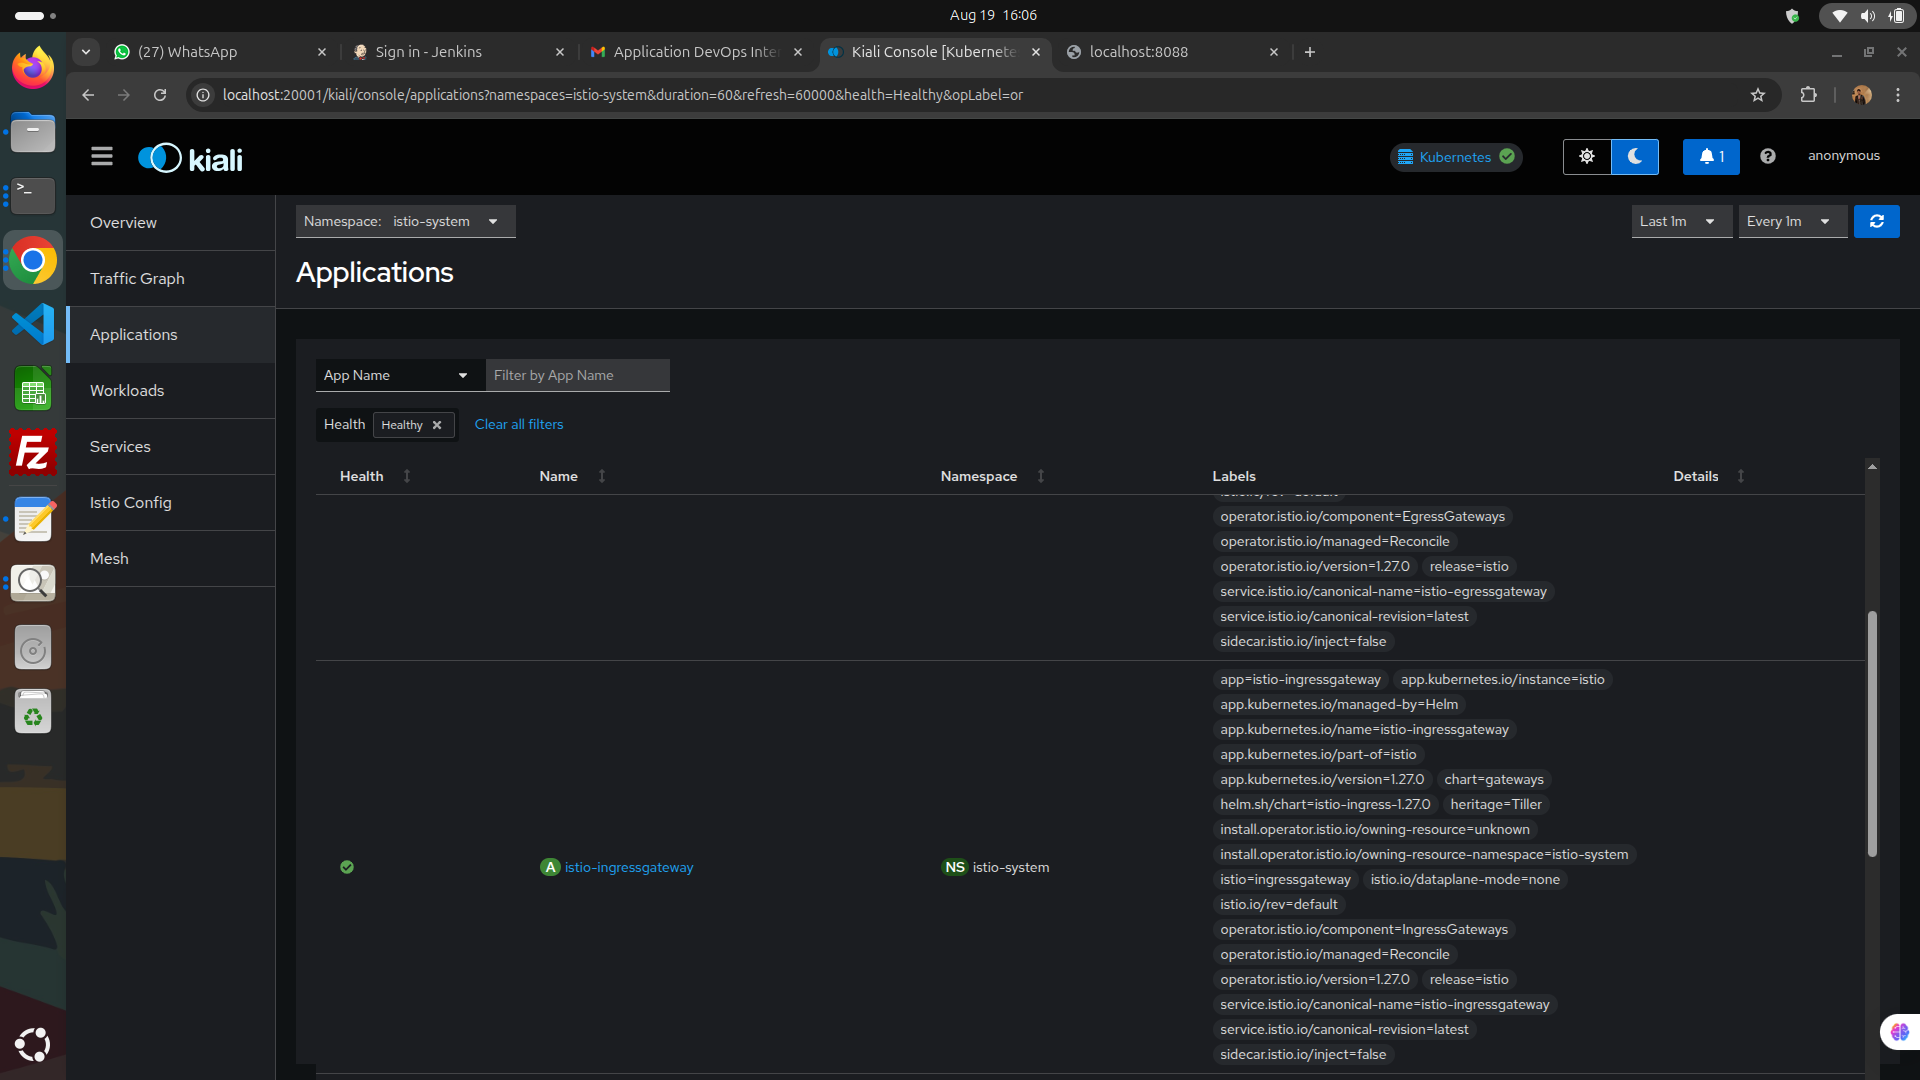 Aug 19 16:06
(27) WhatsApp
Sign in - Jenkins
Application DevOps Inte
Kiali Console [Kubernete
localhost:8088
localhost:20001/kiali/console/applications?namespaces=istio-system&duration=60&refresh=60000&health=Healthy&opLabel=or
kiali
Kubernetes
1
anonymous
Overview
Traffic Graph
Applications
Workloads
Services
Istio Config
Mesh
Namespace: istio-system
Last 1m
Every 1m
Applications
App Name
Filter by App Name
Health Healthy
Clear all filters
Health Name Namespace Labels Details
operator.istio.io/component=EgressGateways
operator.istio.io/managed=Reconcile
operator.istio.io/version=1.27.0 release=istio
service.istio.io/canonical-name=istio-egressgateway
service.istio.io/canonical-revision=latest
sidecar.istio.io/inject=false
A istio-ingressgateway
NS istio-system
app=istio-ingressgateway app.kubernetes.io/instance=istio
app.kubernetes.io/managed-by=Helm
app.kubernetes.io/name=istio-ingressgateway
app.kubernetes.io/part-of=istio
app.kubernetes.io/version=1.27.0 chart=gateways
helm.sh/chart=istio-ingress-1.27.0 heritage=Tiller
install.operator.istio.io/owning-resource=unknown
install.operator.istio.io/owning-resource-namespace=istio-system
istio=ingressgateway istio.io/dataplane-mode=none
istio.io/rev=default
operator.istio.io/component=IngressGateways
operator.istio.io/managed=Reconcile
operator.istio.io/version=1.27.0 release=istio
service.istio.io/canonical-name=istio-ingressgateway
service.istio.io/canonical-revision=latest
sidecar.istio.io/inject=false